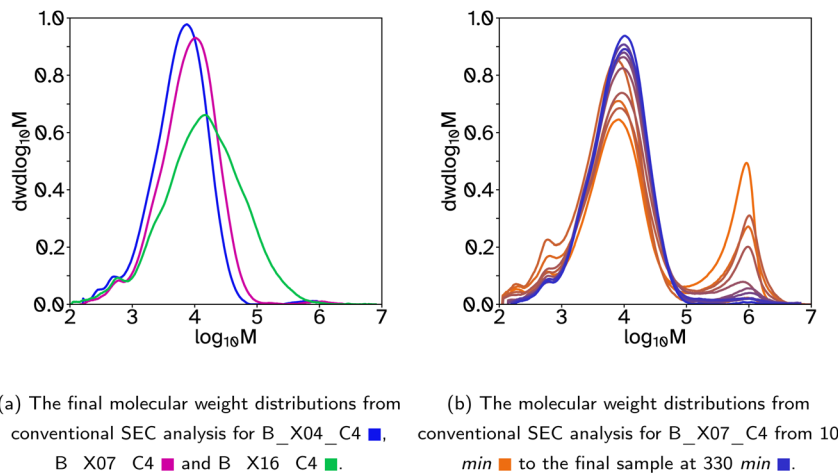 1.0
0.8
0.6
0.4
0.2
0.0
dwdlog10M
2 3 4 5 6 7
log10M
1.0
0.8
0.6
0.4
0.2
0.0
dwdlog10M
2 3 4 5 6 7
log10M
(a) The final molecular weight distributions from
conventional SEC analysis for B_X04_C4 ,
B X07 C4 and B X16 C4 .
(b) The molecular weight distributions from
conventional SEC analysis for B_X07_C4 from 10
min to the final sample at 330 min .